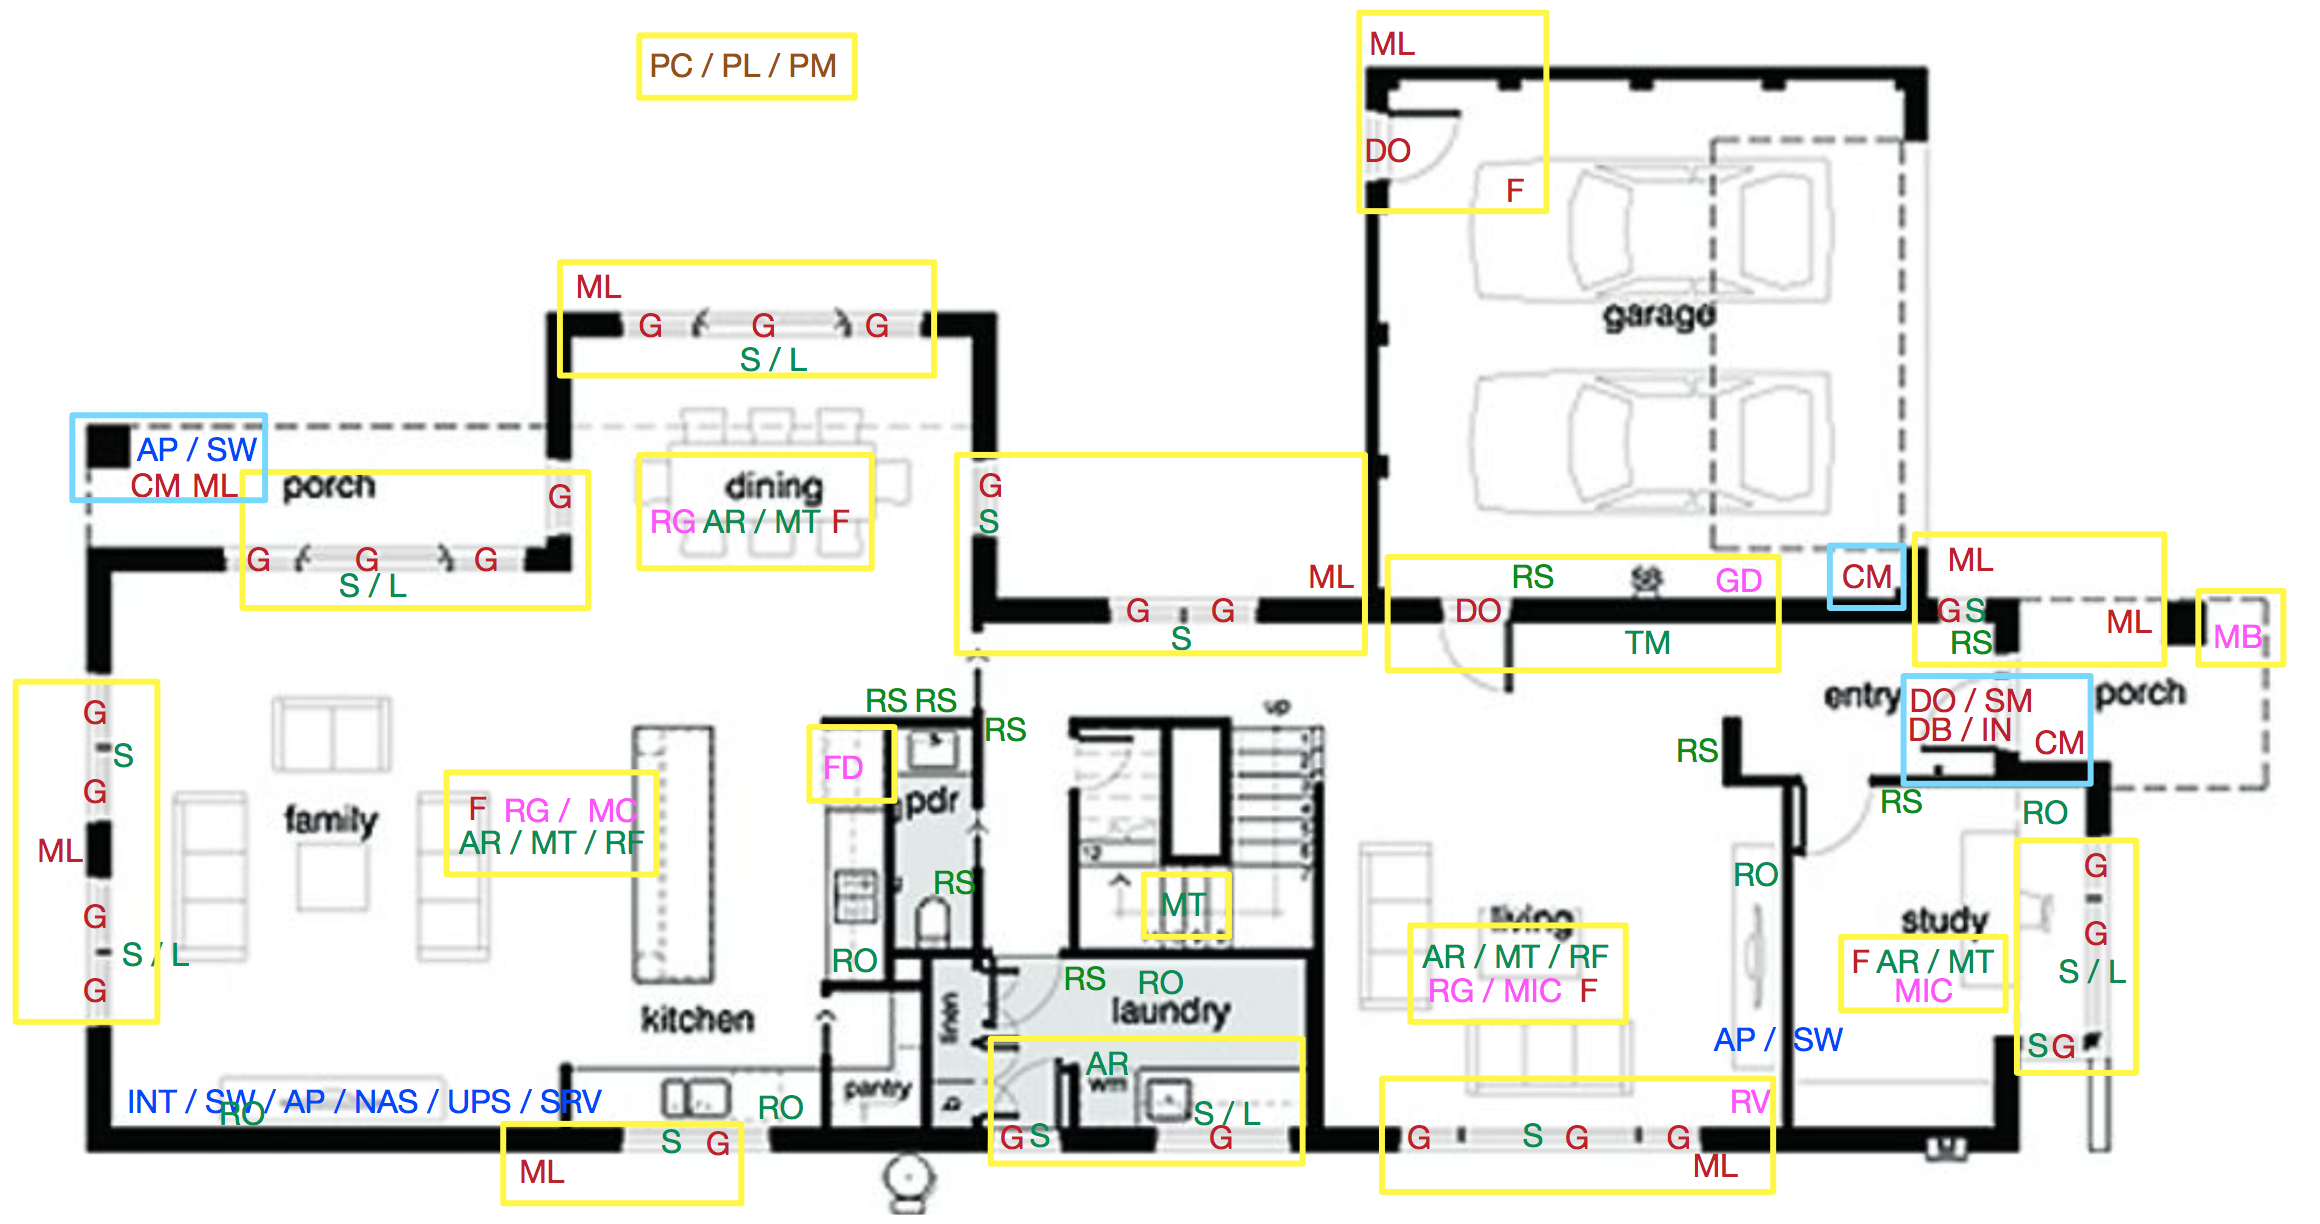 ML
PC / PL / PM
DO
F
ML
G G G
S / L
garage
AP / SW
CM ML
porch
G
dining
RG AR / MT F
G
S
G G G
S / L
ML
RS
GD
CM
ML
DO
G G
S
TM
G S
RS
ML
MB
G
S
G
ML
G
S / L
G
family
F RG / MC
AR / MT / RF
RS RS
RS
FD
pdr
RS
RO
up
MT
entry
DO / SM
DB / IN
CM
porch
RS
RS
RO
RO
living
AR / MT / RF
RG / MIC F
study
F AR / MT
MIC
G
G
S / L
S G
kitchen
linen
RS
RO
laundry
AP / SW
INT / SW / AP / NAS / UPS / SRV
RO
RO
pantry
AR
wm
S / L
RV
S G
ML
G S
G
G S G G
ML